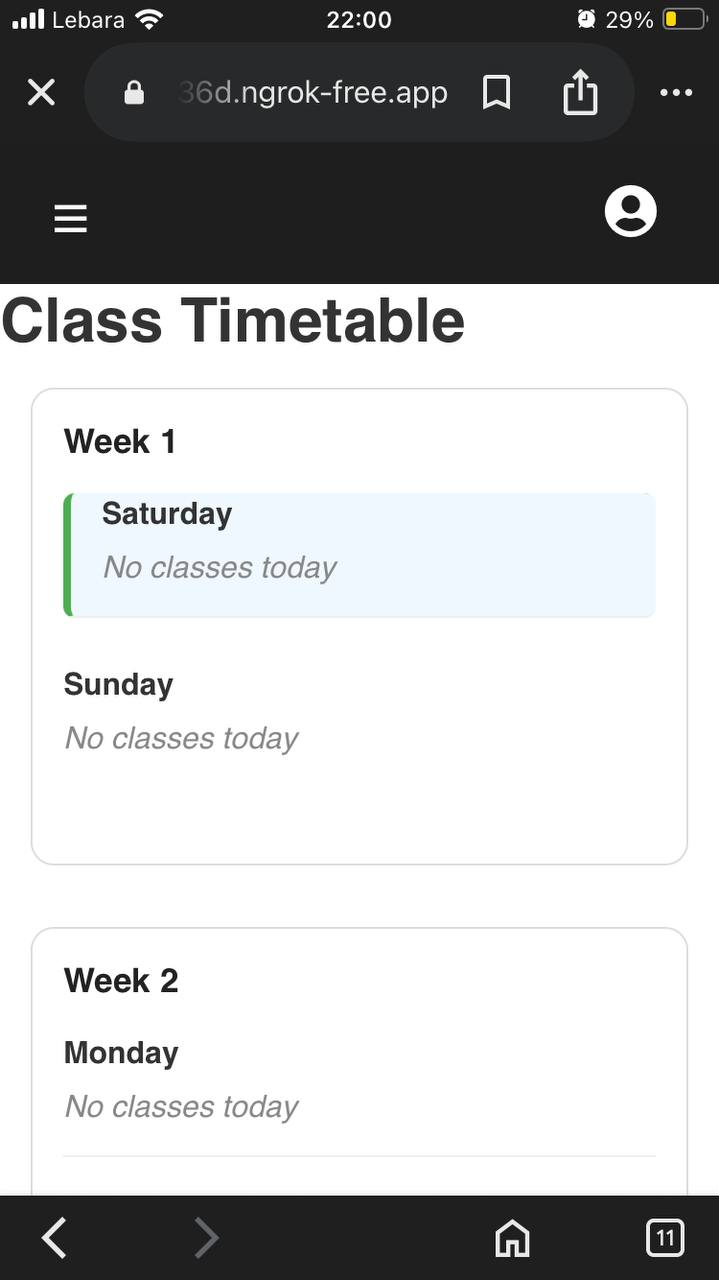 Lebara 22:00 29%
36d.ngrok-free.app
Class Timetable
Week 1
Saturday
No classes today
Sunday
No classes today
Week 2
Monday
No classes today
11